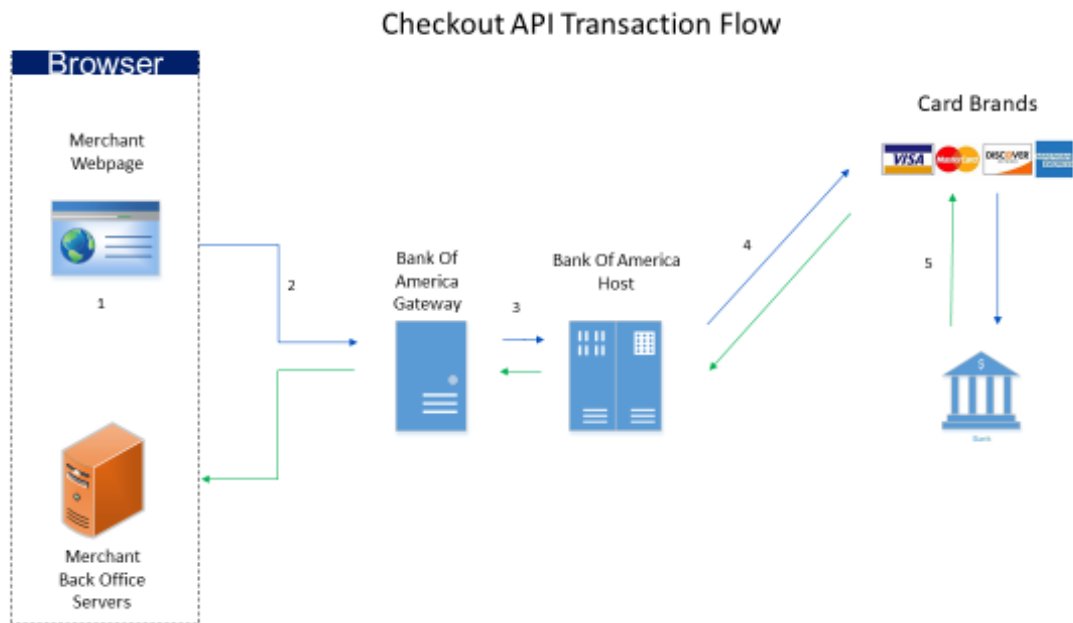 Checkout API Transaction Flow
Browser
Merchant
Webpage
1
2
Bank Of
America
Gateway
3
Bank Of America
Host
4
Card Brands
VISA
MasterCard
DISCOVER
5
$
Bank
Merchant
Back Office
Servers